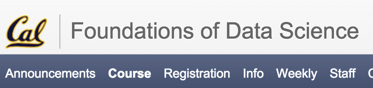 Cal Foundations of Data Science
Announcements Course Registration Info Weekly Staff